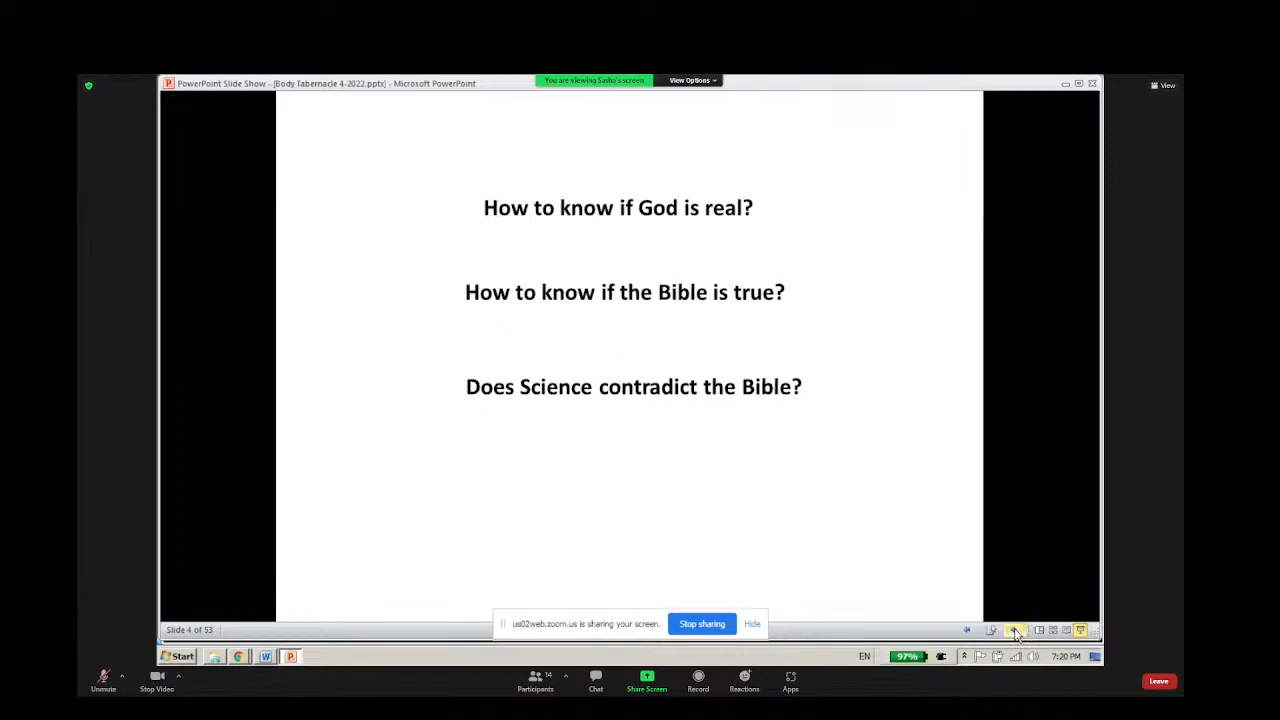 PowerPoint Slide Show - [Body Tabernacle 4-2022.pptx] - Microsoft PowerPoint
You are viewing Sasha's screen
View Options
View
How to know if God is real?
How to know if the Bible is true?
Does Science contradict the Bible?
us02web.zoom.us is sharing your screen.
Stop sharing
Hide
Slide 4 of 53
Start
EN
97%
7:20 PM
Unmute
Stop Video
14
Participants
Chat
Share Screen
Record
Reactions
Apps
Leave